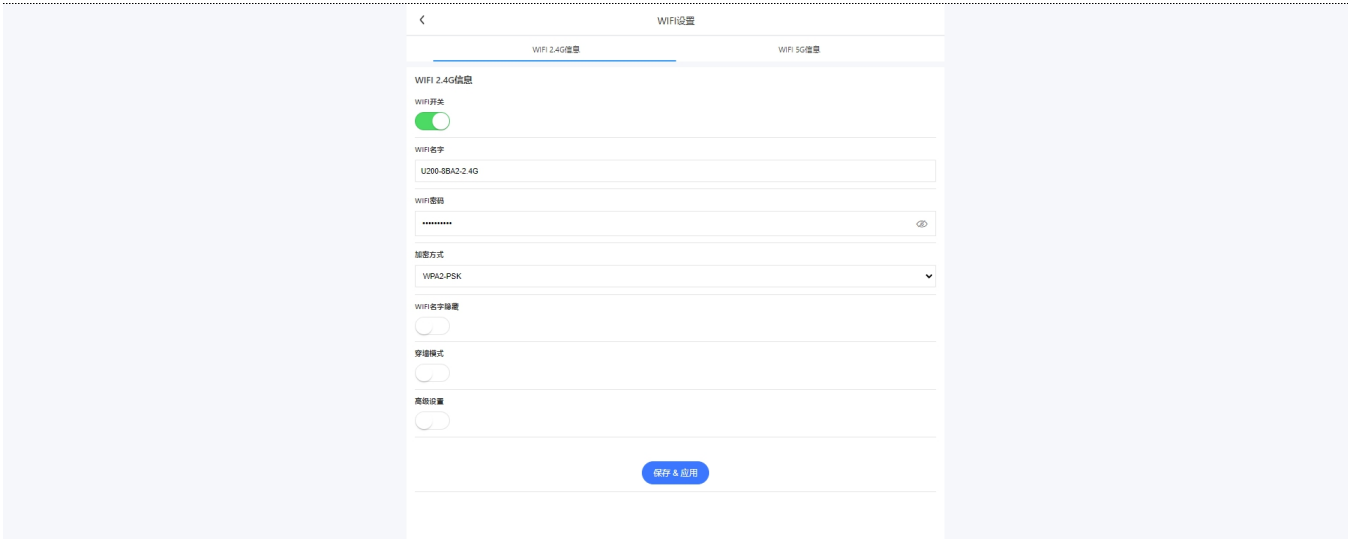 WIFI设置
WIFI 2.4G信息 WIFI 5G信息
WIFI 2.4G信息
WIFI开关
WIFI名字
U200-8BA2-2.4G
WIFI密码
••••••••••
加密方式
WPA2-PSK
WIFI名字隐藏
穿墙模式
高级设置
保存 & 应用